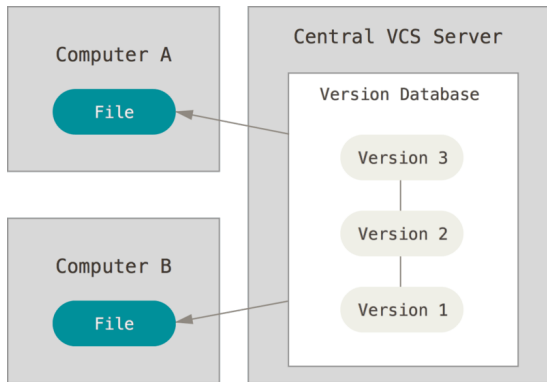 Computer A
File
Computer B
File
Central VCS Server
Version Database
Version 3
Version 2
Version 1